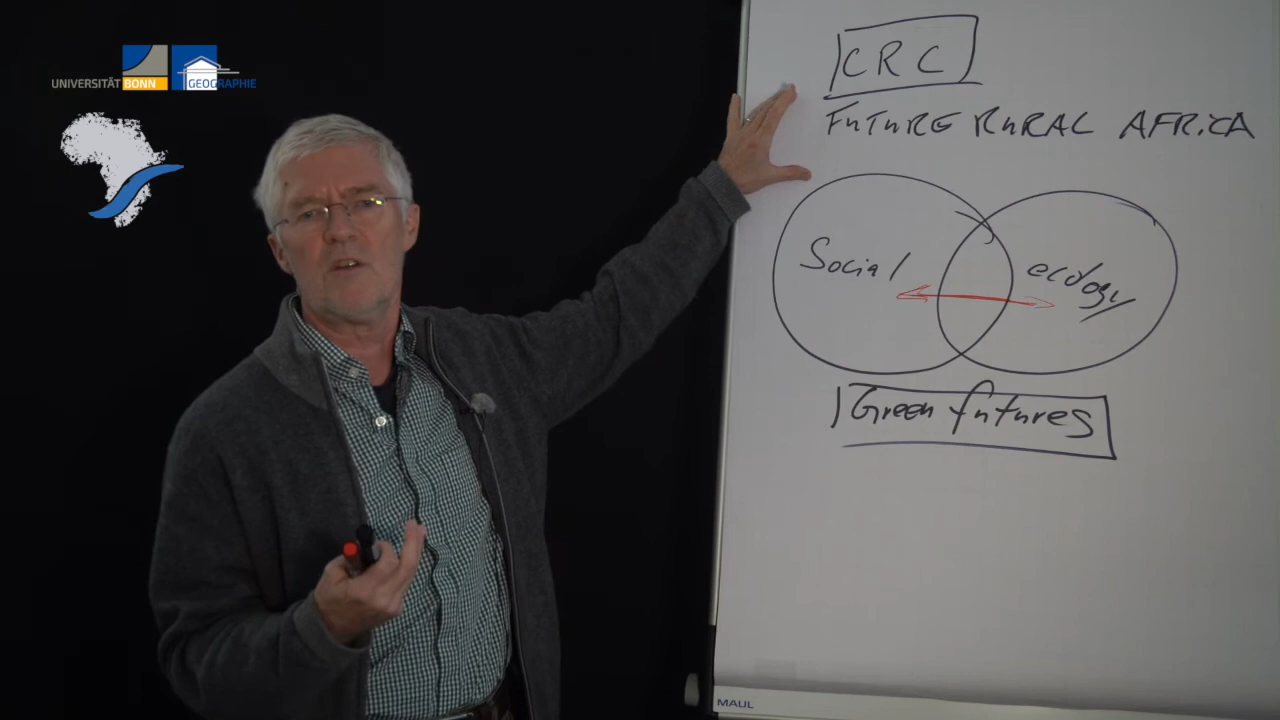 UNIVERSITÄT BONN GEOGRAPHIE
CRC
FUTURE RURAL AFRICA
Social
ecology
Green futures
MAUL